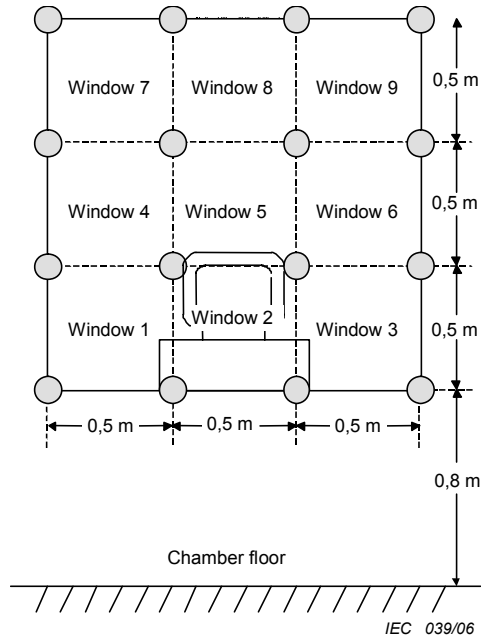 Window 7 Window 8 Window 9
0,5 m
Window 4 Window 5 Window 6
0,5 m
Window 1 Window 2 Window 3
0,5 m
0,5 m 0,5 m 0,5 m
0,8 m
Chamber floor
IEC 039/06